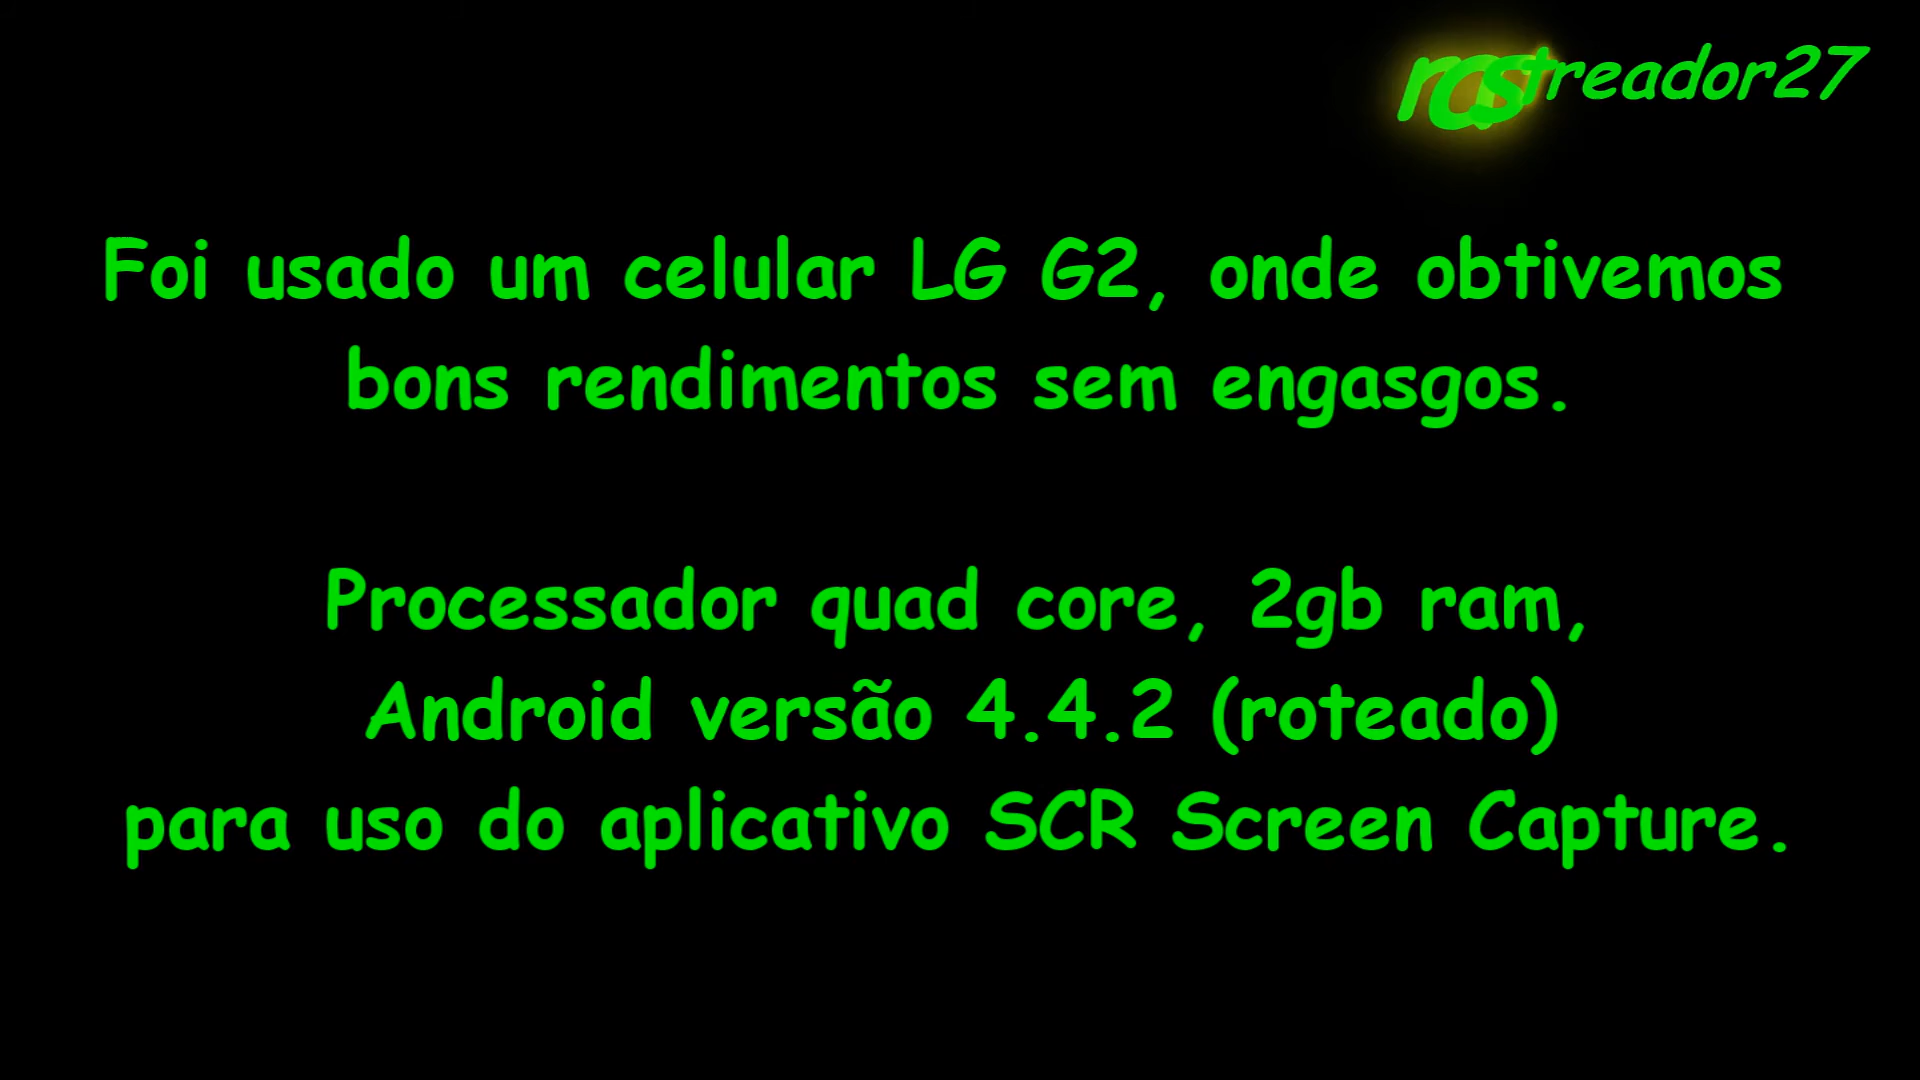 rastreador27
Foi usado um celular LG G2, onde obtivemos
bons rendimentos sem engasgos.
Processador quad core, 2gb ram,
Android versão 4.4.2 (roteado)
para uso do aplicativo SCR Screen Capture.